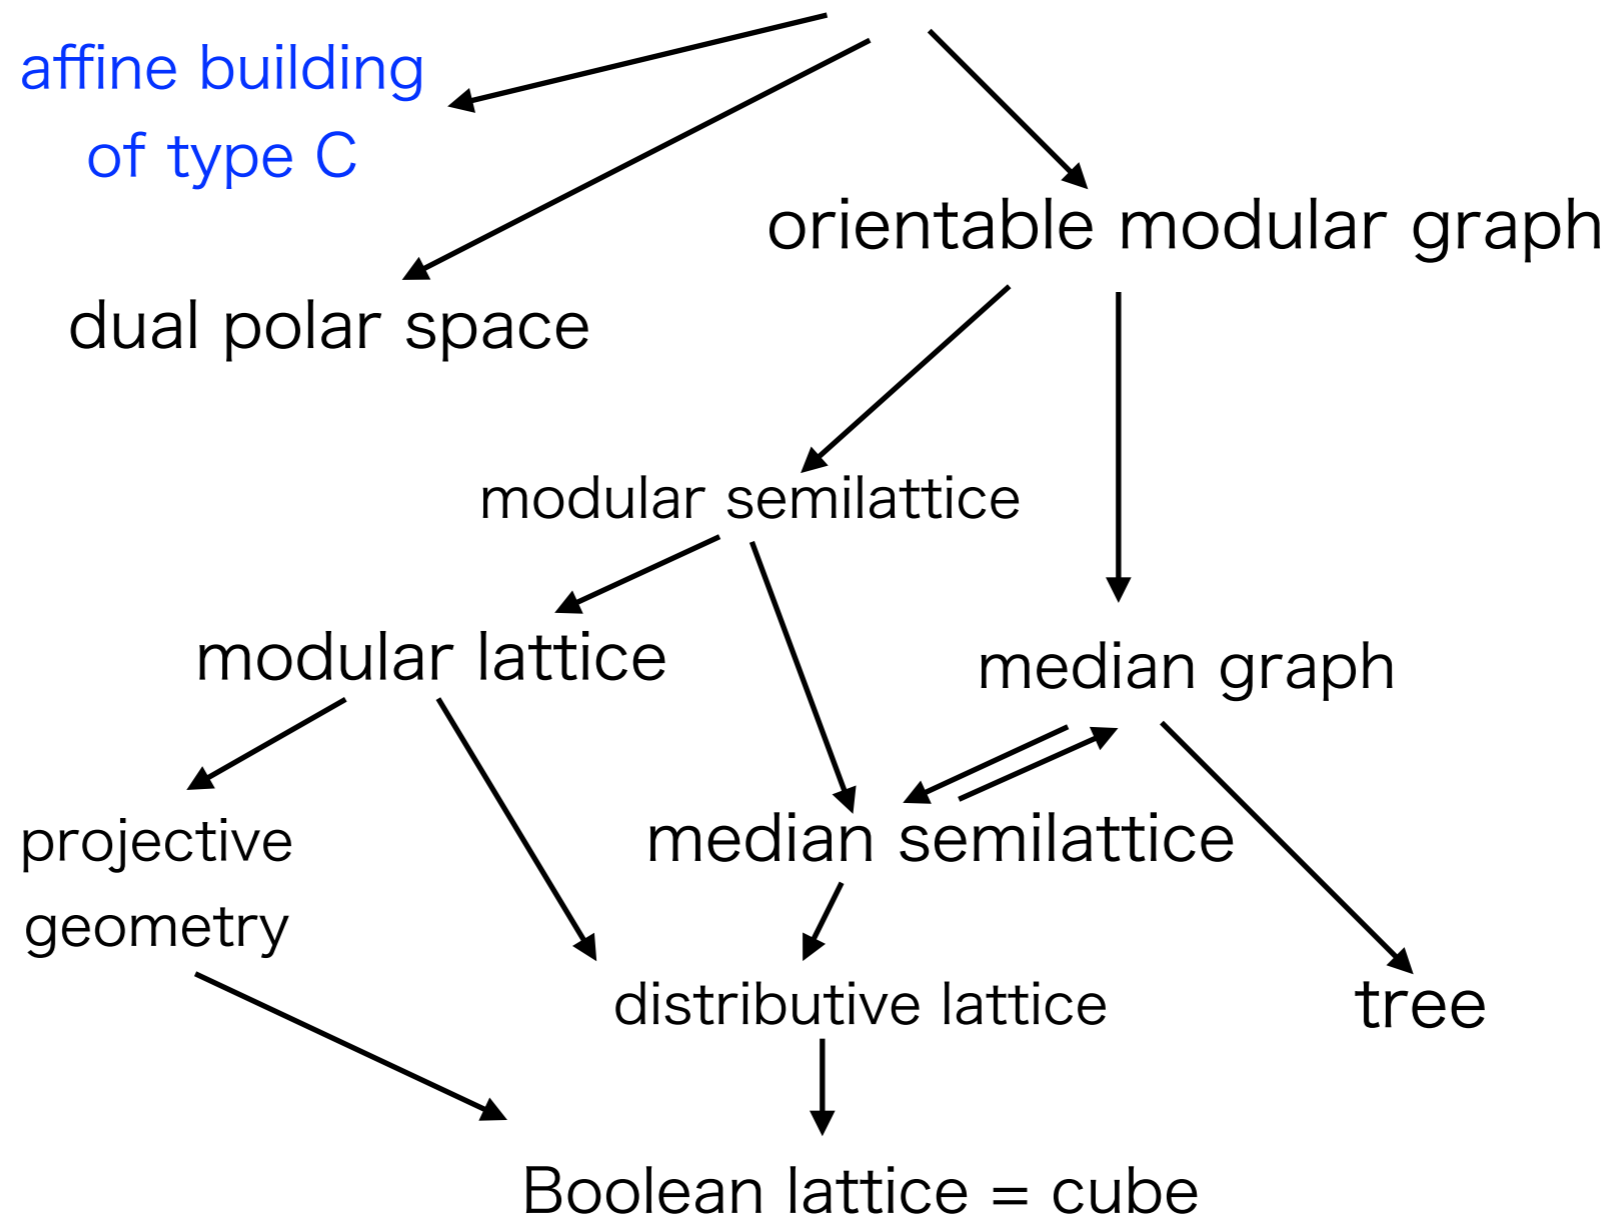 affine building
of type C
orientable modular graph
dual polar space
modular semilattice
modular lattice
median graph
projective
geometry
median semilattice
distributive lattice
tree
Boolean lattice = cube